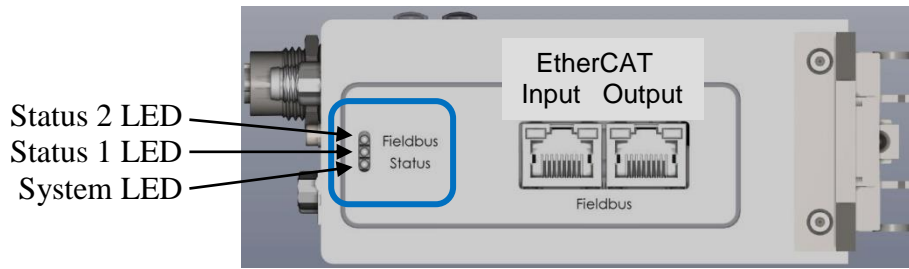 EtherCAT
Input Output
Status 2 LED
Status 1 LED
System LED
Fieldbus
Status
Fieldbus